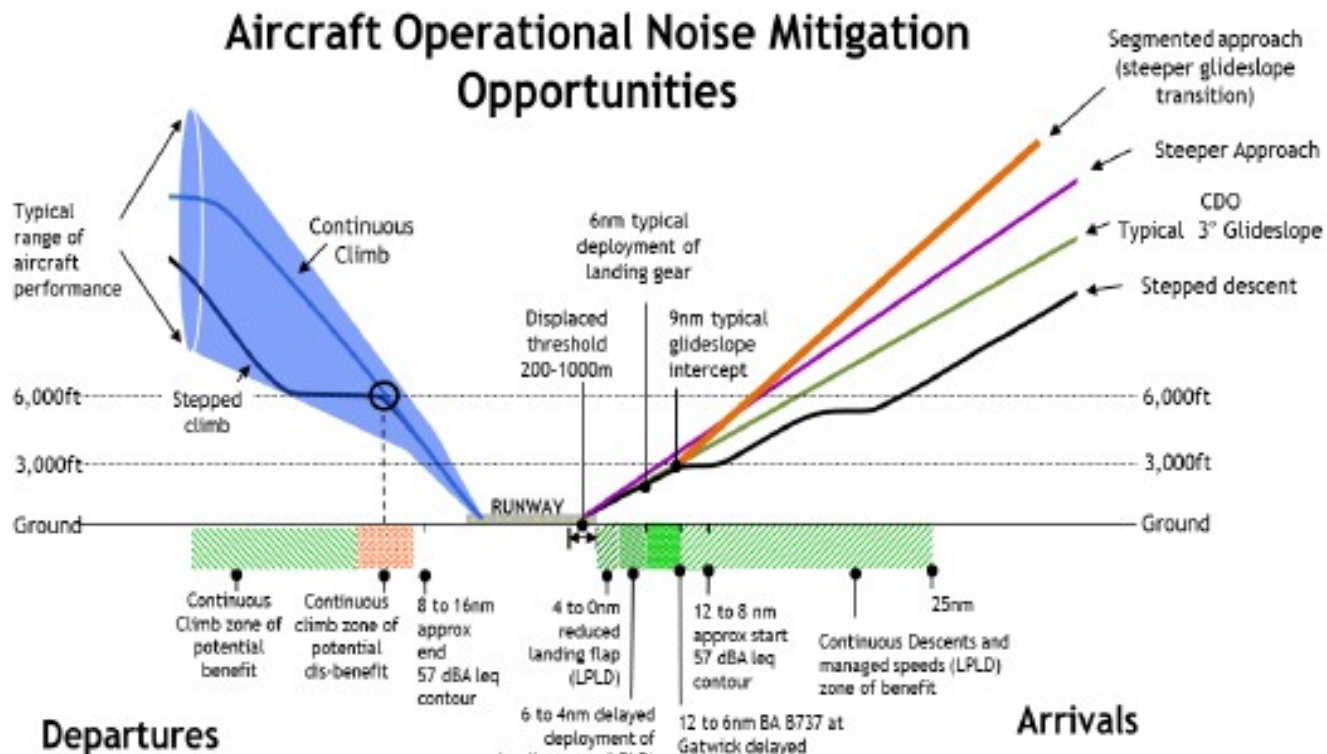 Aircraft Operational Noise Mitigation
Opportunities
Segmented approach
(steeper glideslope
transition)
Steeper Approach
CDO
Typical 3° Glideslope
Stepped descent
Typical
range of
aircraft
performance
Continuous
Climb
6nm typical
deployment of
landing gear
Displaced
threshold
200-1000m
9nm typical
glideslope
intercept
Stepped
climb
6,000ft
6,000ft
3,000ft
3,000ft
RUNWAY
Ground
Ground
Continuous
Climb zone of
potential
benefit
Continuous
climb zone of
potential
dis-benefit
8 to 16nm
approx
end
57 dBA leq
contour
4 to 0nm
reduced
landing flap
(LPLD)
12 to 8 nm
approx start
57 dBA leq
contour
25nm
Continuous Descents and
managed speeds (LPLD)
zone of benefit
6 to 4nm delayed
deployment of
12 to 6nm BA B737 at
Gatwick delayed
Departures
Arrivals